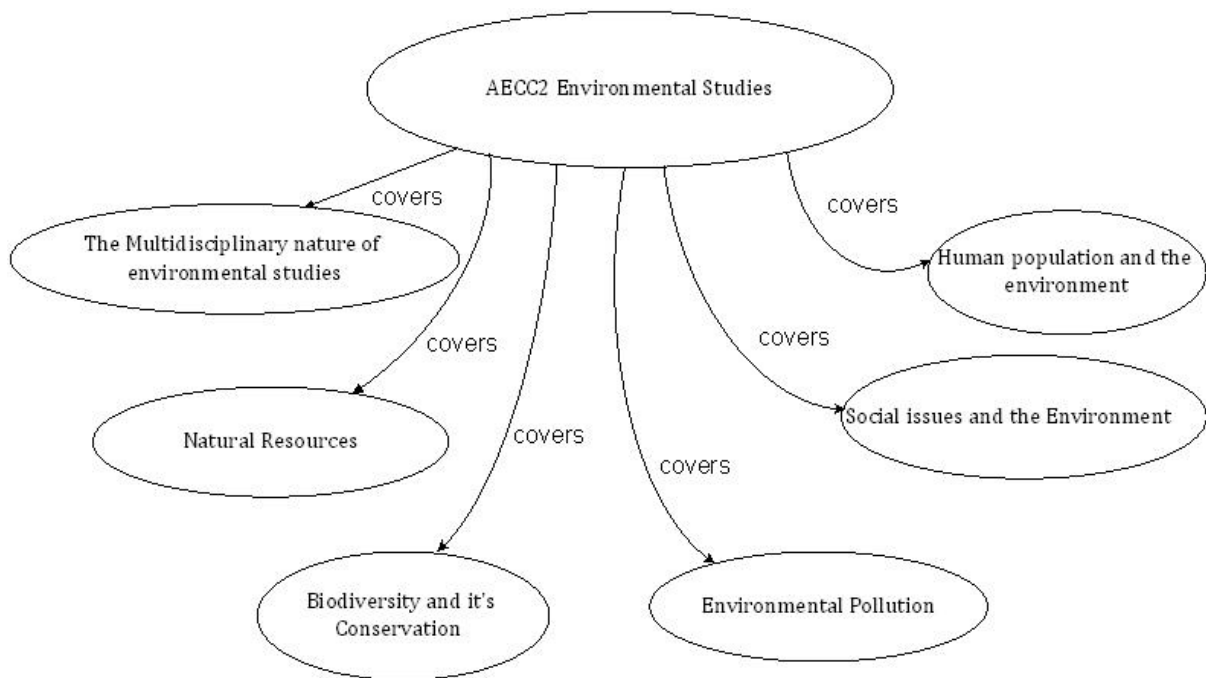 AECC2 Environmental Studies
covers
The Multidisciplinary nature of
environmental studies
covers
Human population and the
environment
covers
Natural Resources
covers
Social issues and the Environment
covers
Biodiversity and it's
Conservation
covers
Environmental Pollution